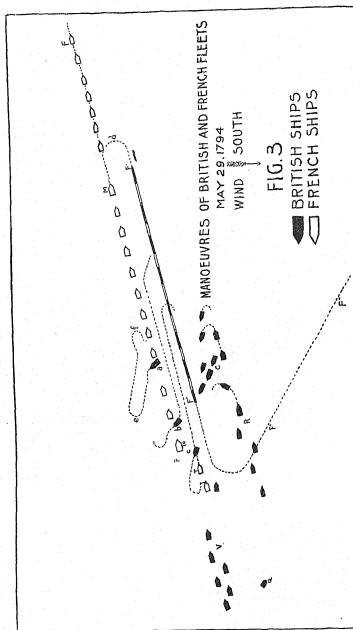 MANOEUVRES OF BRITISH AND FRENCH FLEETS
MAY 29.1794
WIND SOUTH
FIG.3
BRITISH SHIPS
FRENCH SHIPS
F
d
F
M
f
a
e
b
F
c
F
C
R
F
F
V